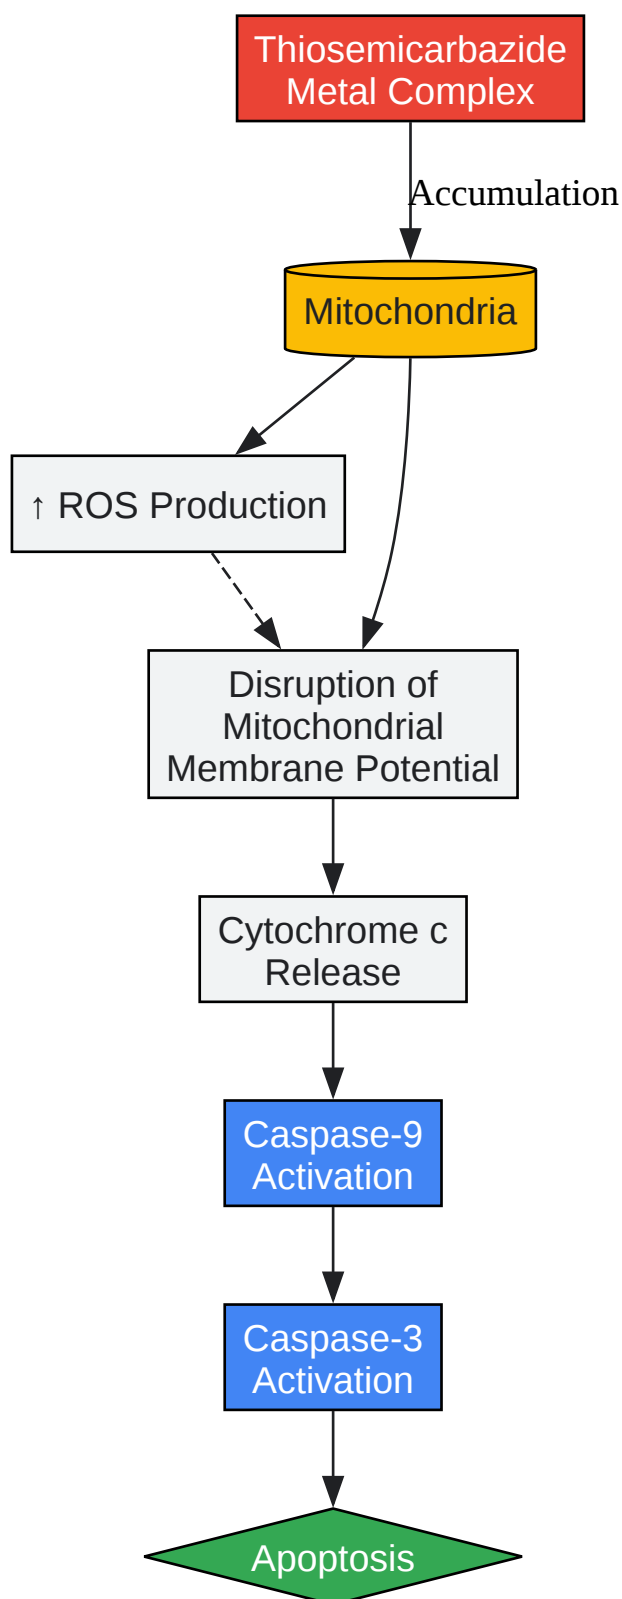 Thiosemicarbazide
Metal Complex
Accumulation
Mitochondria
↑ ROS Production
Disruption of
Mitochondrial
Membrane Potential
Cytochrome c
Release
Caspase-9
Activation
Caspase-3
Activation
Apoptosis